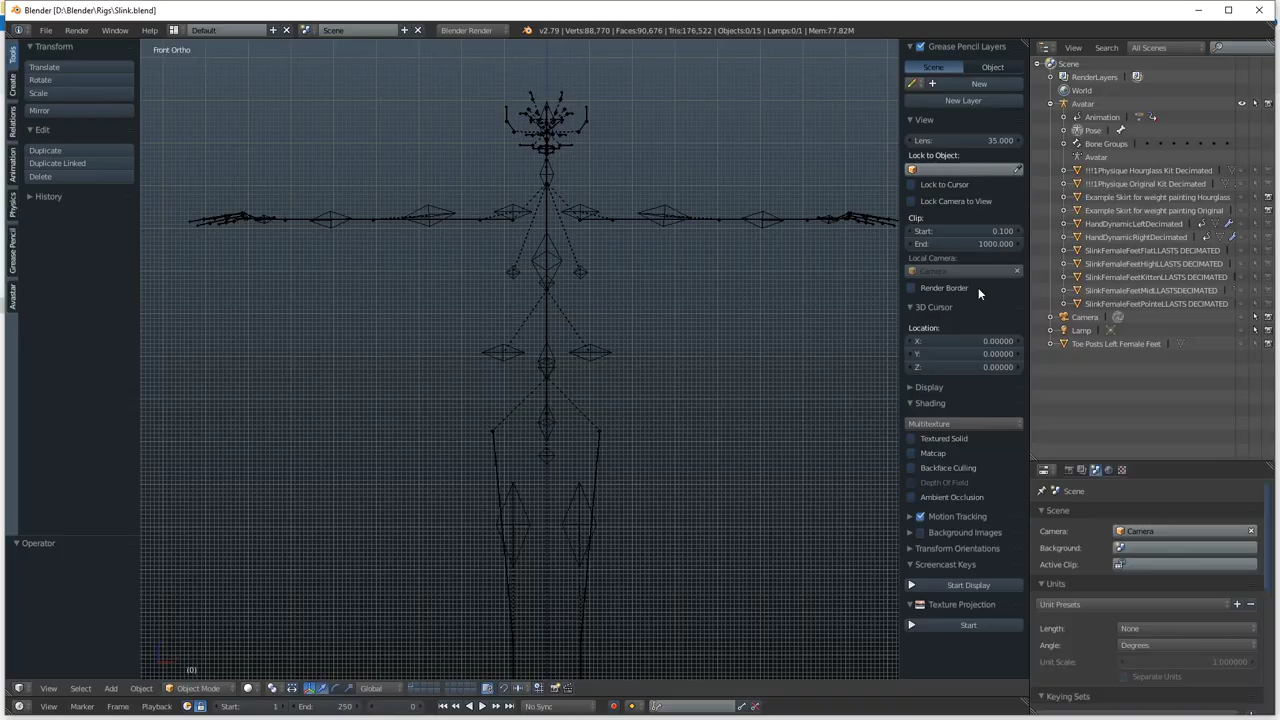 Blender [D:\Blender\Rigs\Slink.blend]
File Render Window Help Default Scene Blender Render v2.79 | Verts:88,770 | Faces:90,676 | Tris:176,522 | Objects:0/15 | Lamps:0/1 | Mem:77.82M
View Search All Scenes
Tools
Create
Relations
Animation
Physics
Grease Pencil
Avastar
Transform
Translate
Rotate
Scale
Mirror
Edit
Duplicate
Duplicate Linked
Delete
History
Operator
Front Ortho
(0)
Grease Pencil Layers
Scene Object
New
New Layer
View
Lens: 35.000
Lock to Object:
Lock to Cursor
Lock Camera to View
Clip:
Start: 0.100
End: 1000.000
Local Camera:
Camera
Render Border
3D Cursor
Location:
X: 0.00000
Y: 0.00000
Z: 0.00000
Display
Shading
Multitexture
Textured Solid
Matcap
Backface Culling
Depth Of Field
Ambient Occlusion
Motion Tracking
Background Images
Transform Orientations
Screencast Keys
Start Display
Texture Projection
Start
Scene
RenderLayers
World
Avatar
Animation
Pose
Bone Groups
Avatar
!!!1Physique Hourglass Kit Decimated
!!!1Physique Original Kit Decimated
Example Skirt for weight painting Hourglass
Example Skirt for weight painting Original
HandDynamicLeftDecimated
HandDynamicRightDecimated
SlinkFemaleFeetFlatLLASTS DECIMATED
SlinkFemaleFeetHighLLASTS DECIMATED
SlinkFemaleFeetKittenLLASTS DECIMATED
SlinkFemaleFeetMidLLASTSDECIMATED
SlinkFemaleFeetPointeLLASTS DECIMATED
Camera
Lamp
Toe Posts Left Female Feet
Scene
Scene
Camera: Camera
Background:
Active Clip:
Units
Unit Presets
Length: None
Angle: Degrees
Unit Scale: 1.000000
Separate Units
Keying Sets
View Select Add Object Object Mode Global
View Marker Frame Playback Start: 1 End: 250 0 No Sync